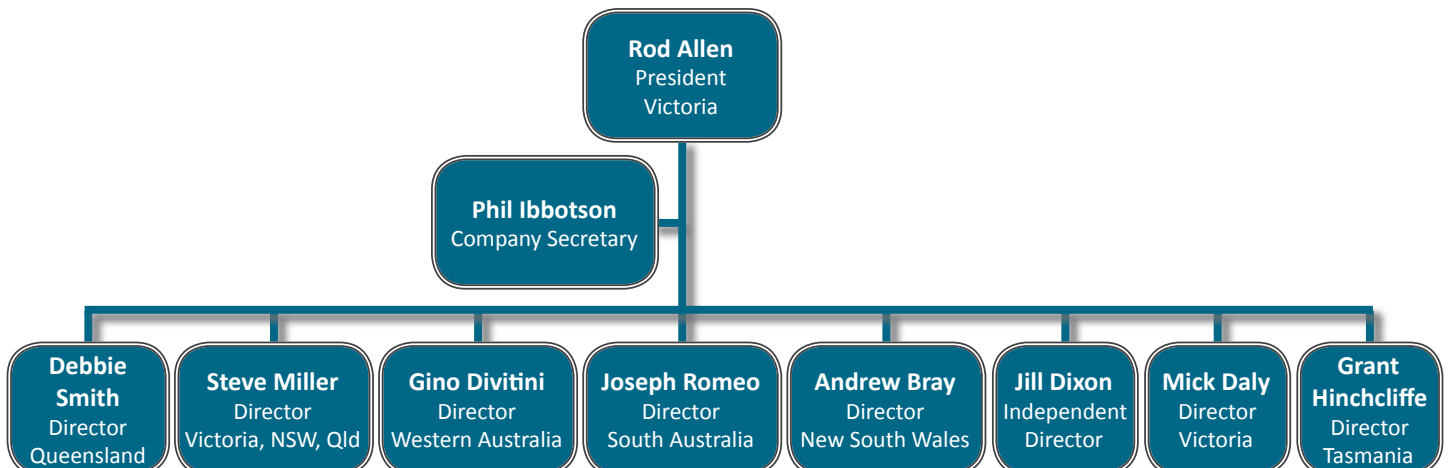 Rod Allen
President
Victoria
Phil Ibbotson
Company Secretary
Debbie
Smith
Director
Queensland
Steve Miller
Director
Victoria, NSW, Qld
Gino Divitini
Director
Western Australia
Joseph Romeo
Director
South Australia
Andrew Bray
Director
New South Wales
Jill Dixon
Independent
Director
Mick Daly
Director
Victoria
Grant
Hinchcliffe
Director
Tasmania